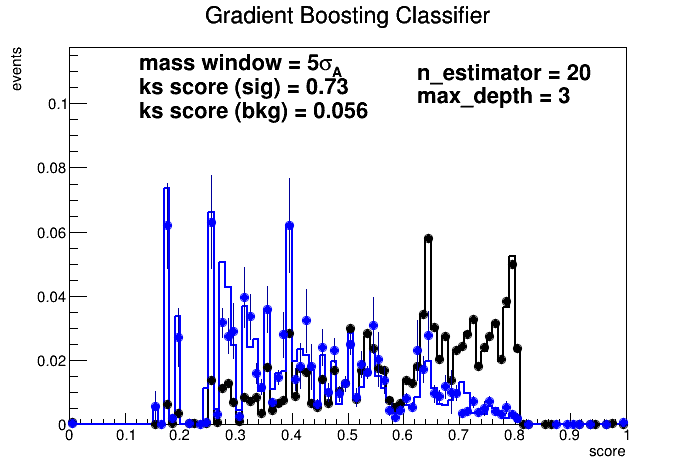 Gradient Boosting Classifier
events
mass window = 5σA
ks score (sig) = 0.73
ks score (bkg) = 0.056
n_estimator = 20
max_depth = 3
0.1
0.08
0.06
0.04
0.02
0
0 0.1 0.2 0.3 0.4 0.5 0.6 0.7 0.8 0.9 1
score